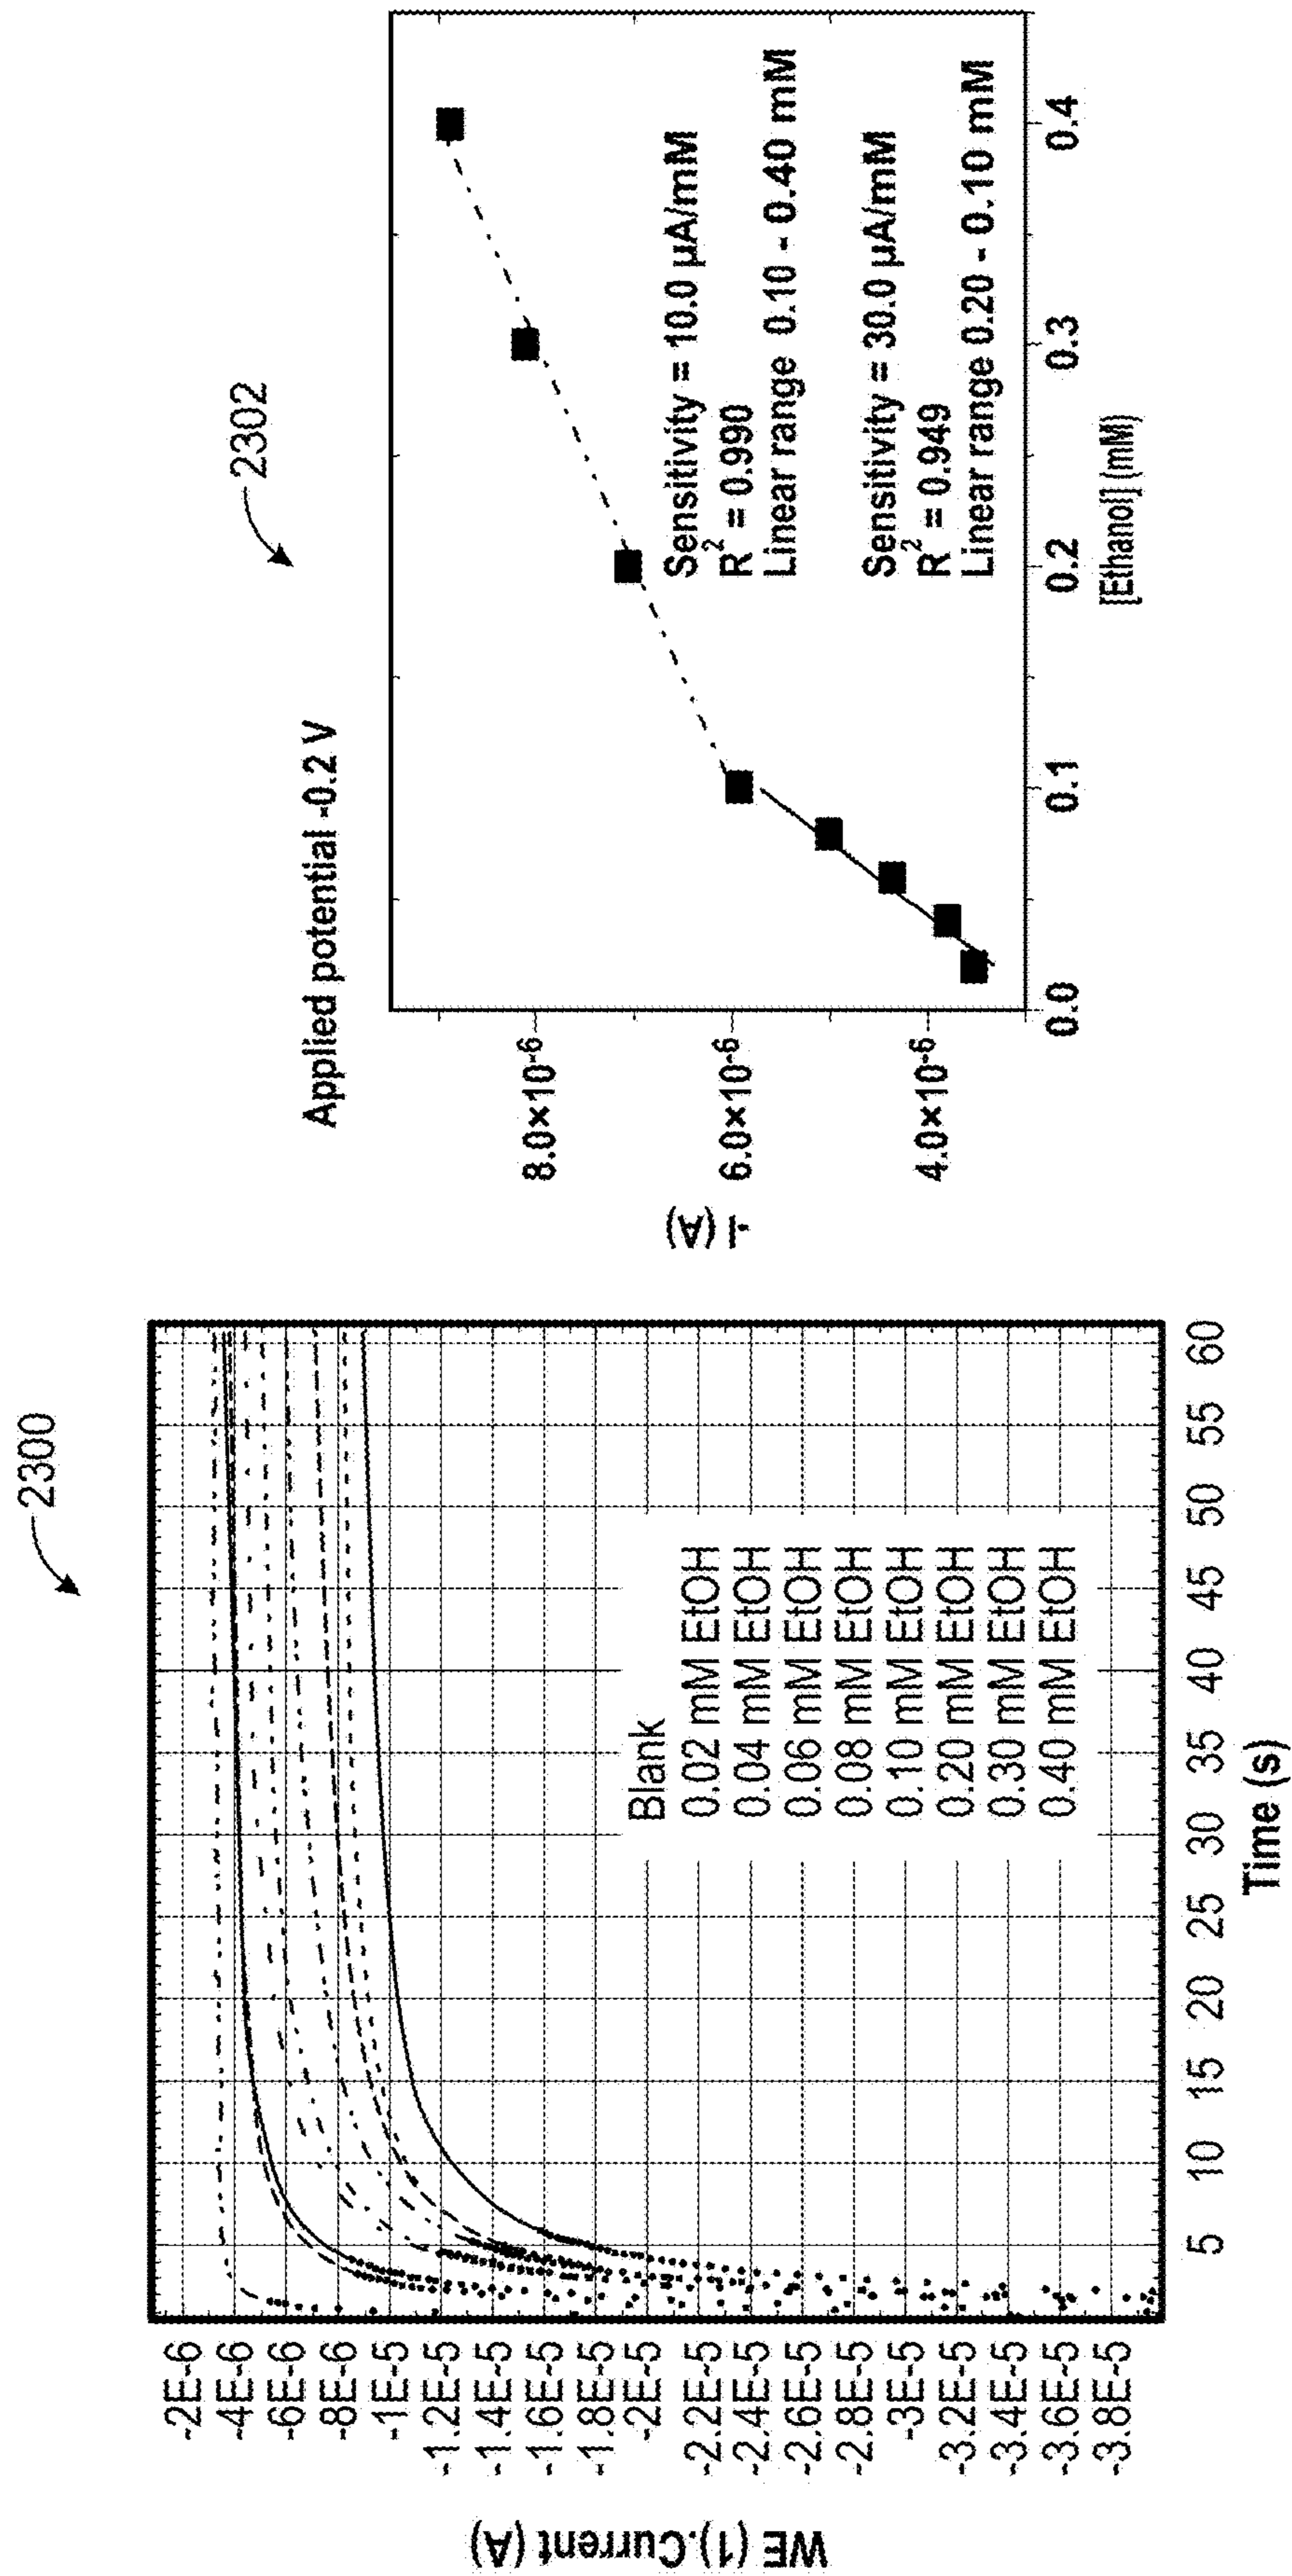 2300
WE (1).Current (A)
-2E-6
-4E-6
-6E-6
-8E-6
-1E-5
-1.2E-5
-1.4E-5
-1.6E-5
-1.8E-5
-2E-5
-2.2E-5
-2.4E-5
-2.6E-5
-2.8E-5
-3E-5
-3.2E-5
-3.4E-5
-3.6E-5
-3.8E-5
Blank
0.02 mM EtOH
0.04 mM EtOH
0.06 mM EtOH
0.08 mM EtOH
0.10 mM EtOH
0.20 mM EtOH
0.30 mM EtOH
0.40 mM EtOH
5 10 15 20 25 30 35 40 45 50 55 60
Time (s)
2302
Applied potential -0.2 V
-i (A)
8.0×10⁻⁶
6.0×10⁻⁶
4.0×10⁻⁶
Sensitivity = 10.0 µA/mM
R² = 0.990
Linear range 0.10 - 0.40 mM
Sensitivity = 30.0 µA/mM
R² = 0.949
Linear range 0.20 - 0.10 mM
0.0 0.1 0.2 0.3 0.4
[Ethanol] (mM)